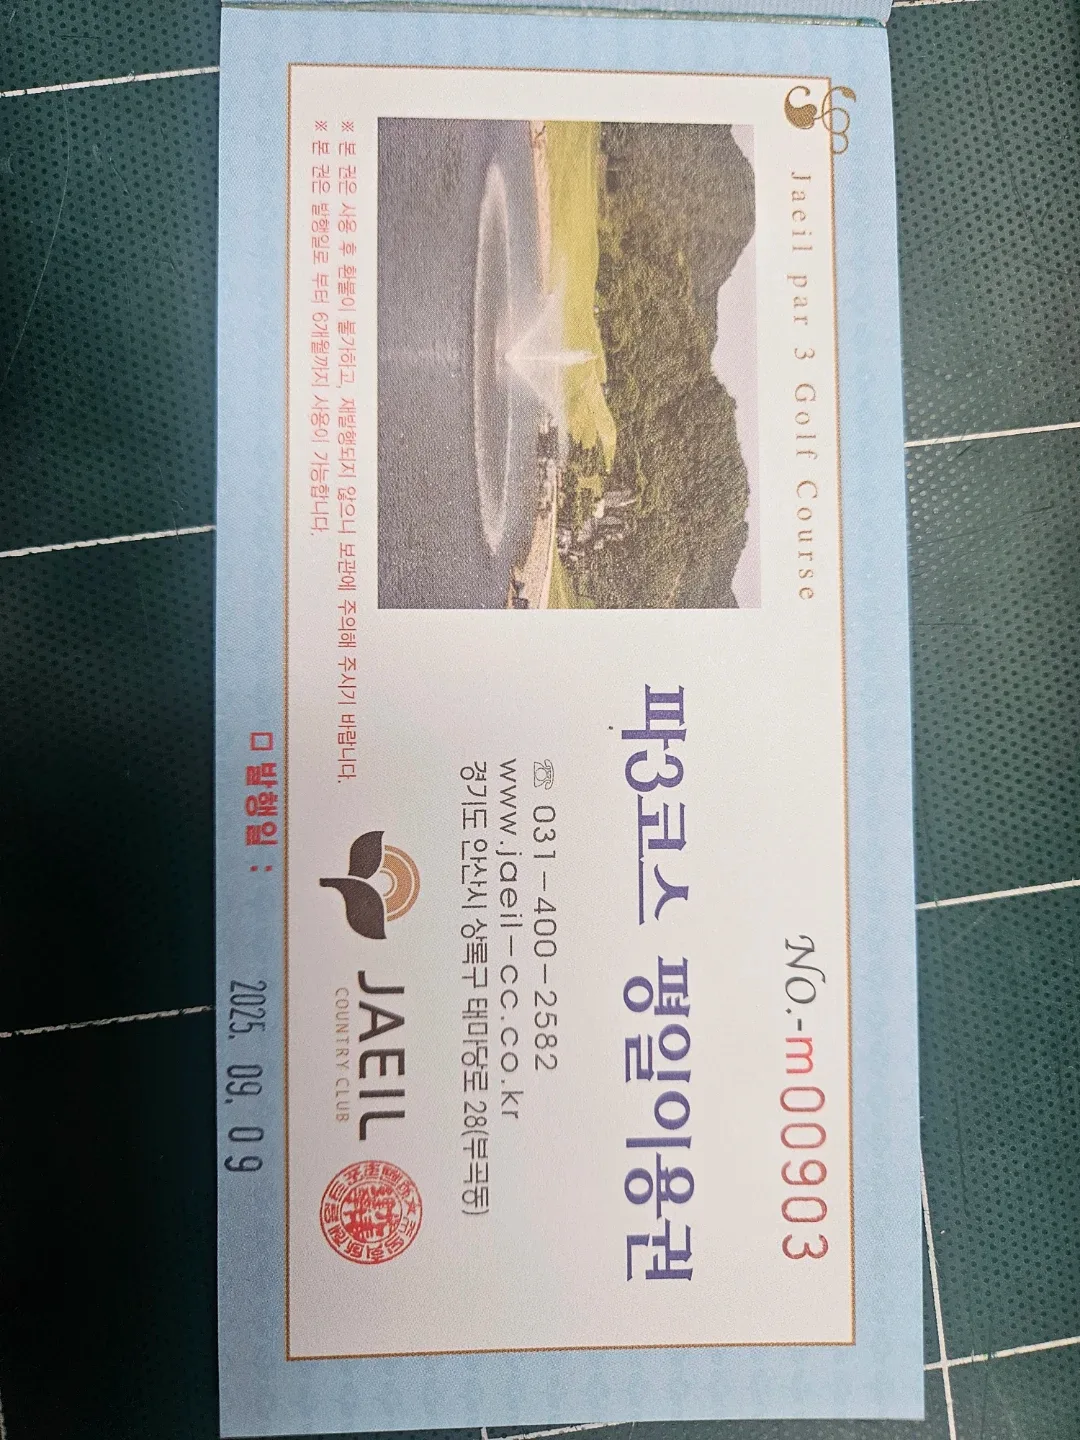 Jaeil par 3 Golf Course
NO.-m00903
파3코스 평일이용권
☏ 031-400-2582
www.jaeil-cc.co.kr
경기도 안산시 상록구 태마당로 28(부곡동)
※ 본 권은 사용 후 환불이 불가하고, 재발행되지 않으니 보관에 주의해 주시기 바랍니다.
※ 본 권은 발행일로 부터 6개월까지 사용이 가능합니다.
JAEIL
COUNTRY CLUB
□ 발행일 : 2025. 09. 09